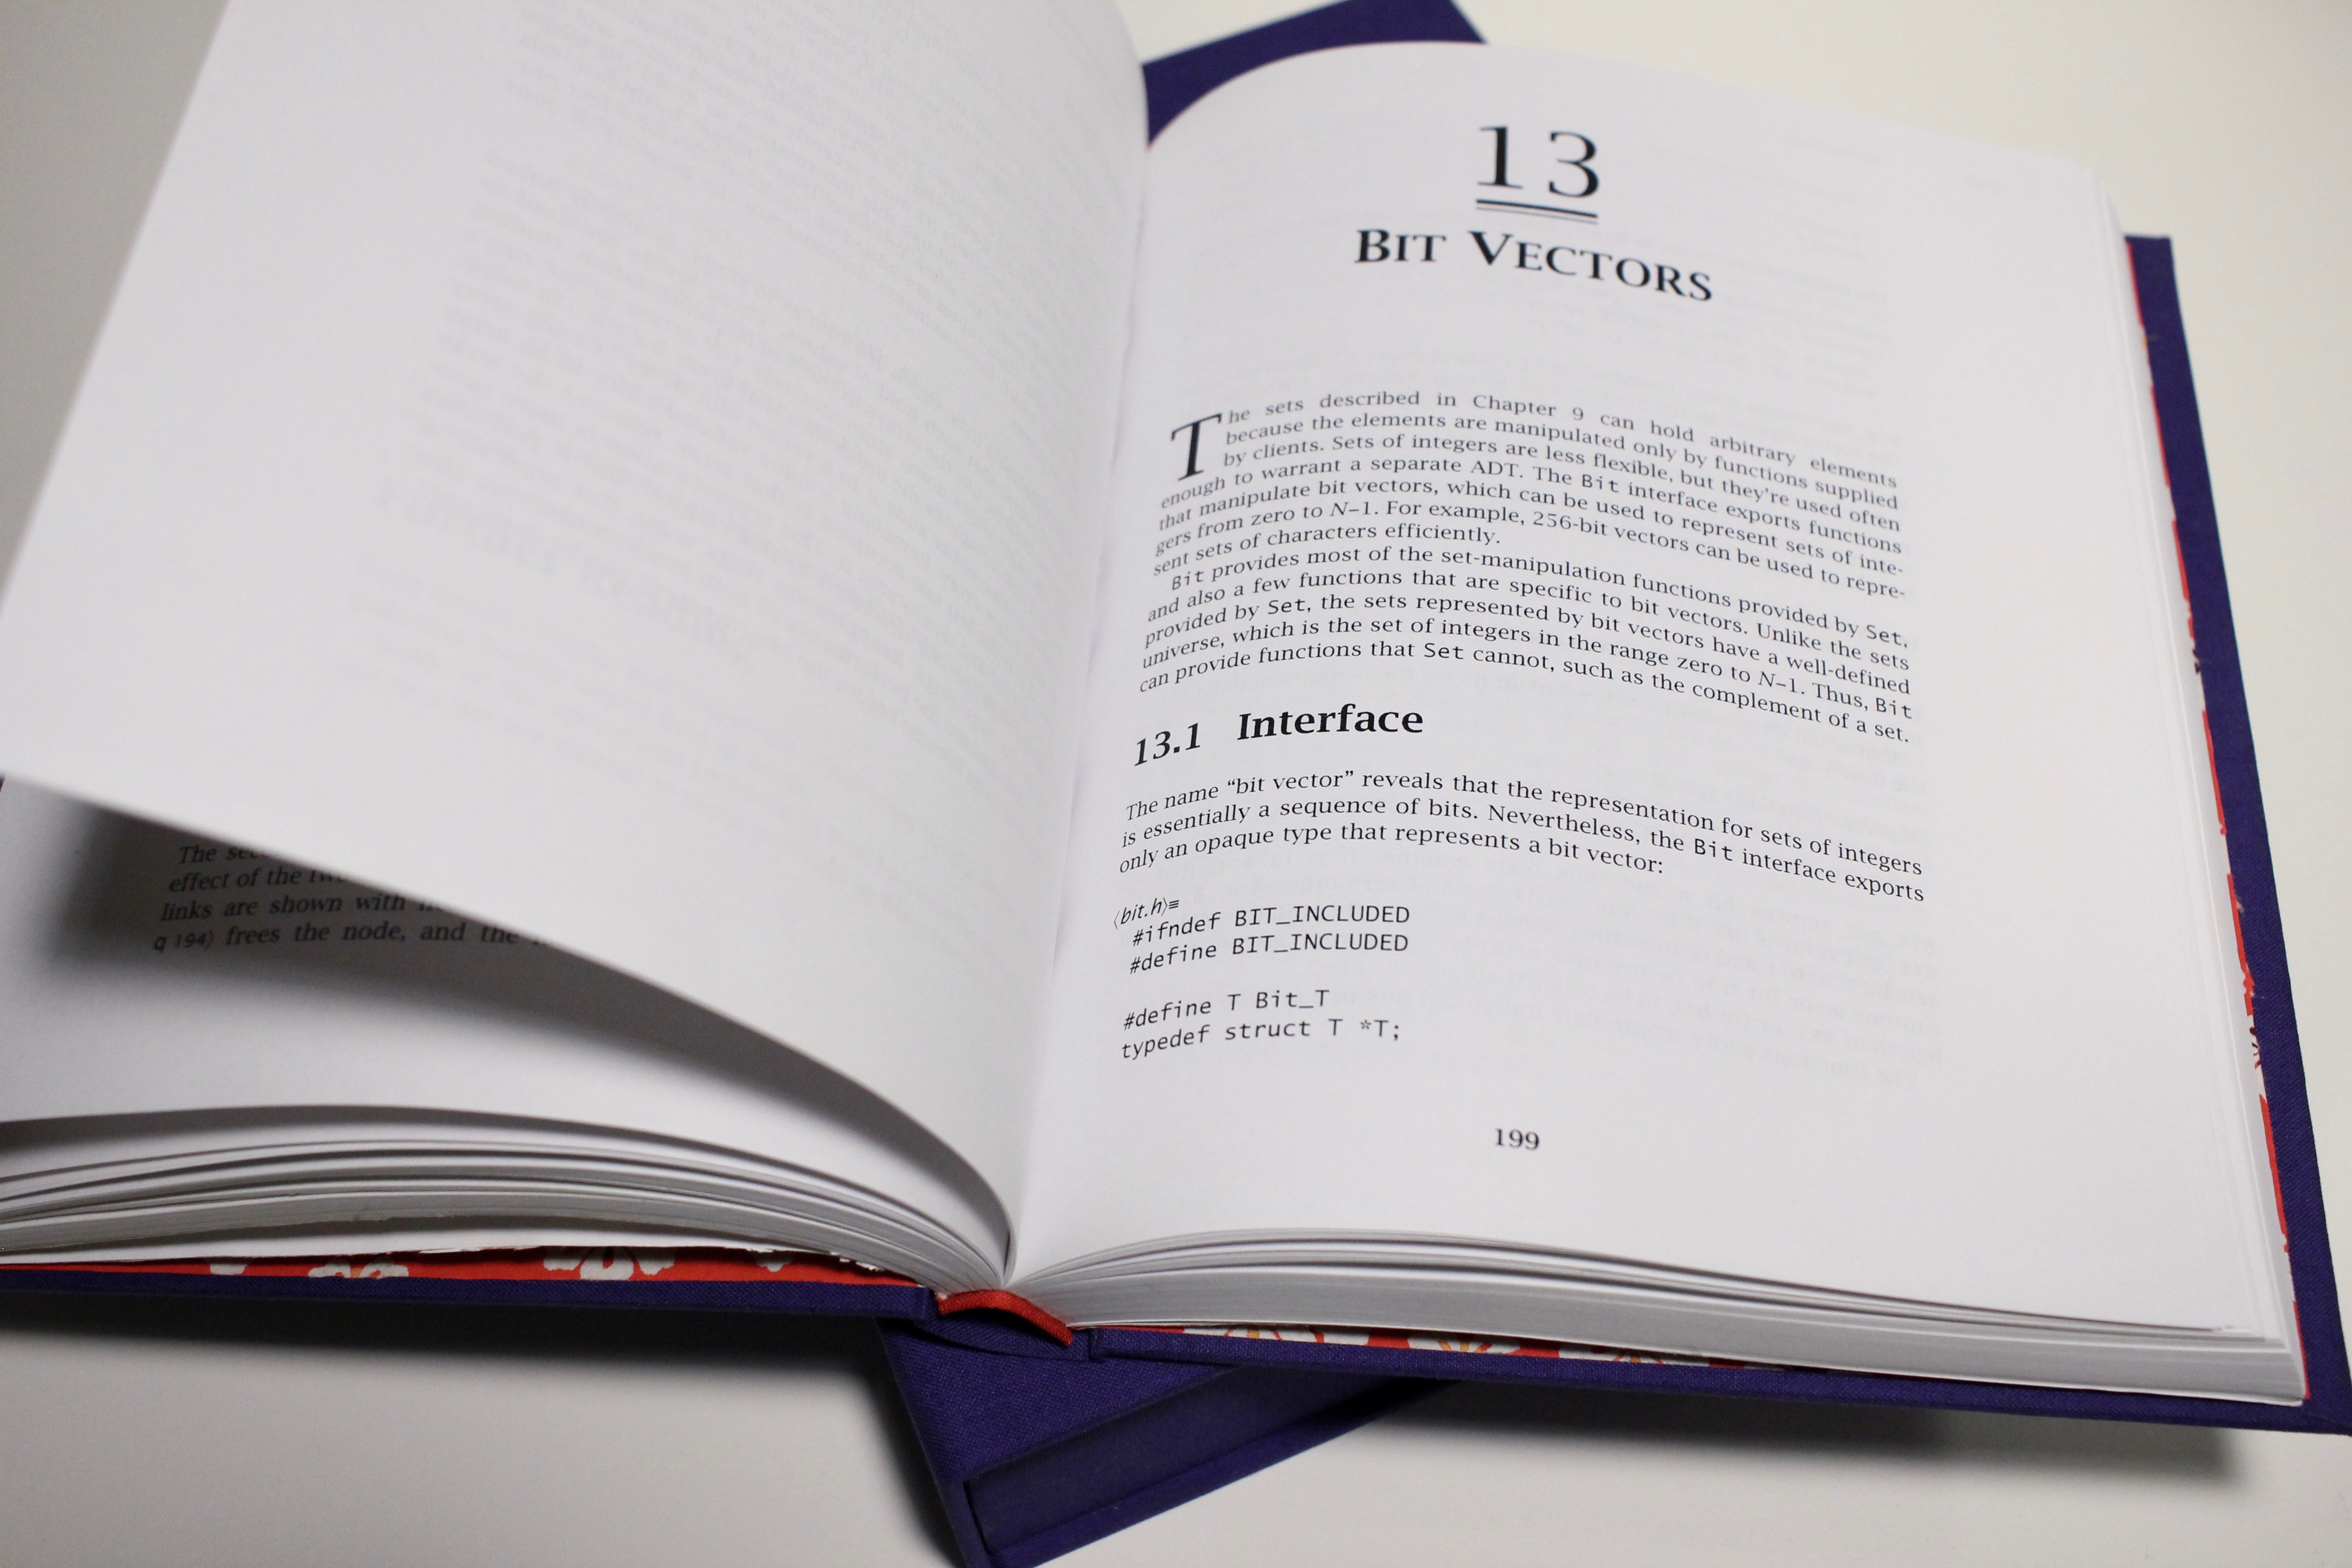 The
effect of the
links are shown with
q 194⟩ frees the node, and the
13
BIT VECTORS
The sets described in Chapter 9 can hold arbitrary elements
because the elements are manipulated only by functions supplied
by clients. Sets of integers are less flexible, but they're used often
enough to warrant a separate ADT. The Bit interface exports functions
that manipulate bit vectors, which can be used to represent sets of inte-
gers from zero to N–1. For example, 256-bit vectors can be used to repre-
sent sets of characters efficiently.
Bit provides most of the set-manipulation functions provided by Set,
and also a few functions that are specific to bit vectors. Unlike the sets
provided by Set, the sets represented by bit vectors have a well-defined
universe, which is the set of integers in the range zero to N–1. Thus, Bit
can provide functions that Set cannot, such as the complement of a set.
13.1 Interface
The name “bit vector” reveals that the representation for sets of integers
is essentially a sequence of bits. Nevertheless, the Bit interface exports
only an opaque type that represents a bit vector:
⟨bit.h⟩≡
#ifndef BIT_INCLUDED
#define BIT_INCLUDED
#define T Bit_T
typedef struct T *T;
199